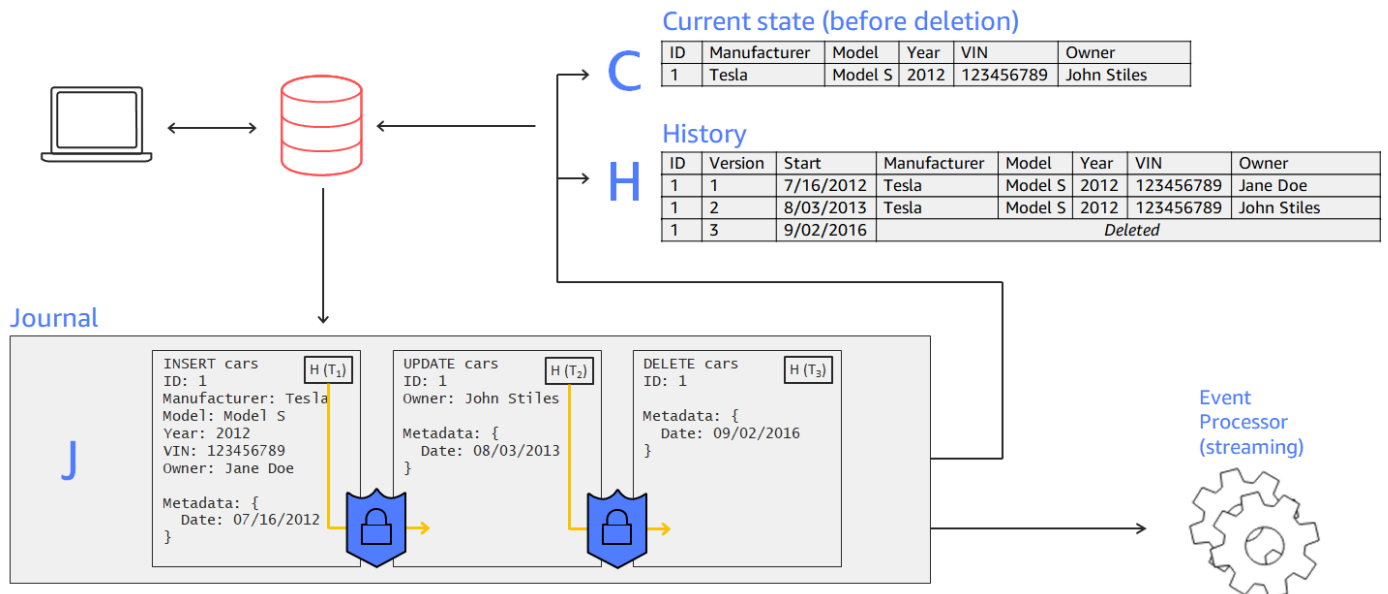 Current state (before deletion)
C
ID Manufacturer Model Year VIN Owner
1 Tesla Model S 2012 123456789 John Stiles
History
H
ID Version Start Manufacturer Model Year VIN Owner
1 1 7/16/2012 Tesla Model S 2012 123456789 Jane Doe
1 2 8/03/2013 Tesla Model S 2012 123456789 John Stiles
1 3 9/02/2016 Deleted
Journal
J
INSERT cars
H (T₁)
ID: 1
Manufacturer: Tesla
Model: Model S
Year: 2012
VIN: 123456789
Owner: Jane Doe
Metadata: {
Date: 07/16/2012
}
UPDATE cars
H (T₂)
ID: 1
Owner: John Stiles
Metadata: {
Date: 08/03/2013
}
DELETE cars
H (T₃)
ID: 1
Metadata: {
Date: 09/02/2016
}
Event
Processor
(streaming)